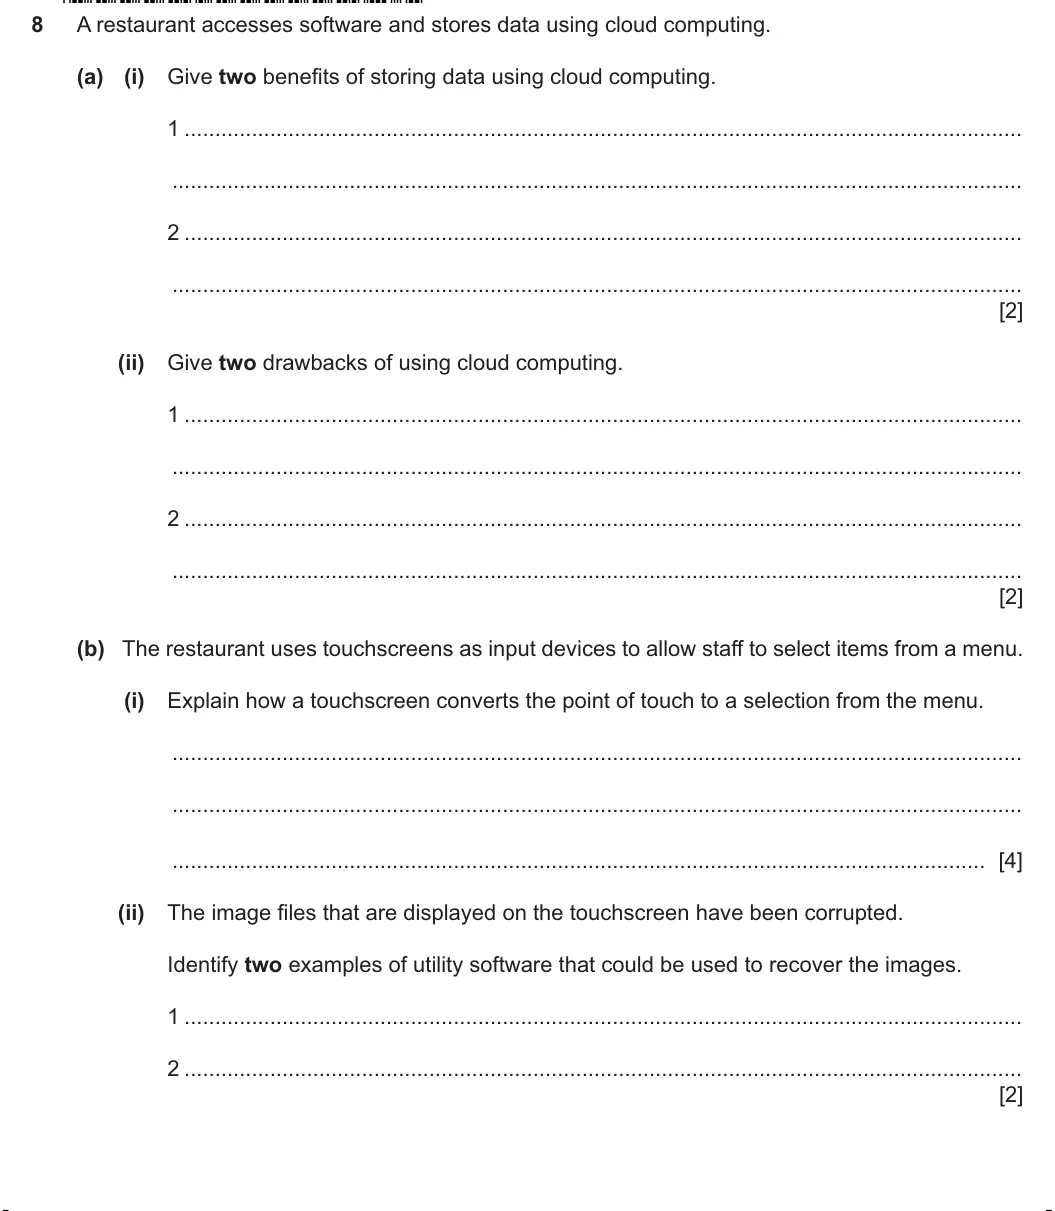 8 A restaurant accesses software and stores data using cloud computing.
(a) (i) Give two benefits of storing data using cloud computing.
1 ..........................................................................................................................................
..........................................................................................................................................
2 ..........................................................................................................................................
..........................................................................................................................................
[2]
(ii) Give two drawbacks of using cloud computing.
1 ..........................................................................................................................................
..........................................................................................................................................
2 ..........................................................................................................................................
..........................................................................................................................................
[2]
(b) The restaurant uses touchscreens as input devices to allow staff to select items from a menu.
(i) Explain how a touchscreen converts the point of touch to a selection from the menu.
..........................................................................................................................................
..........................................................................................................................................
.................................................................................................................................... [4]
(ii) The image files that are displayed on the touchscreen have been corrupted.
Identify two examples of utility software that could be used to recover the images.
1 ..........................................................................................................................................
2 ..........................................................................................................................................
[2]